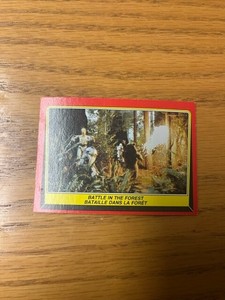 BATTLE IN THE FOREST
BATAILLE DANS LA FORÊT